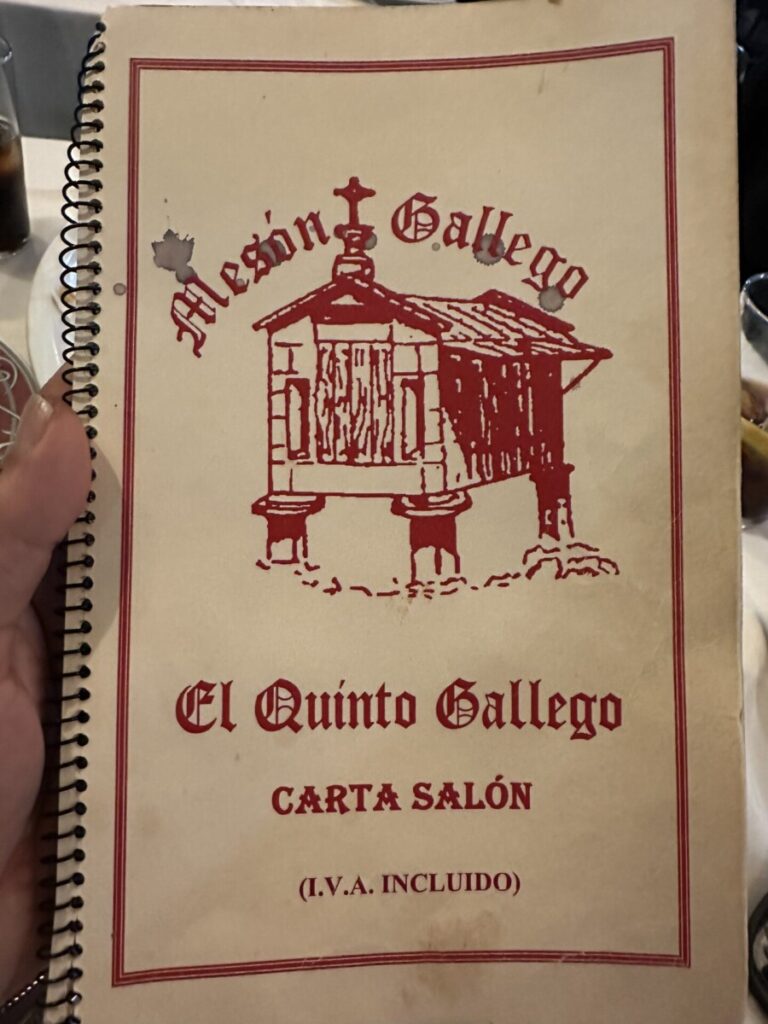 Mesón Gallego
El Quinto Gallego
CARTA SALÓN
(I.V.A. INCLUIDO)